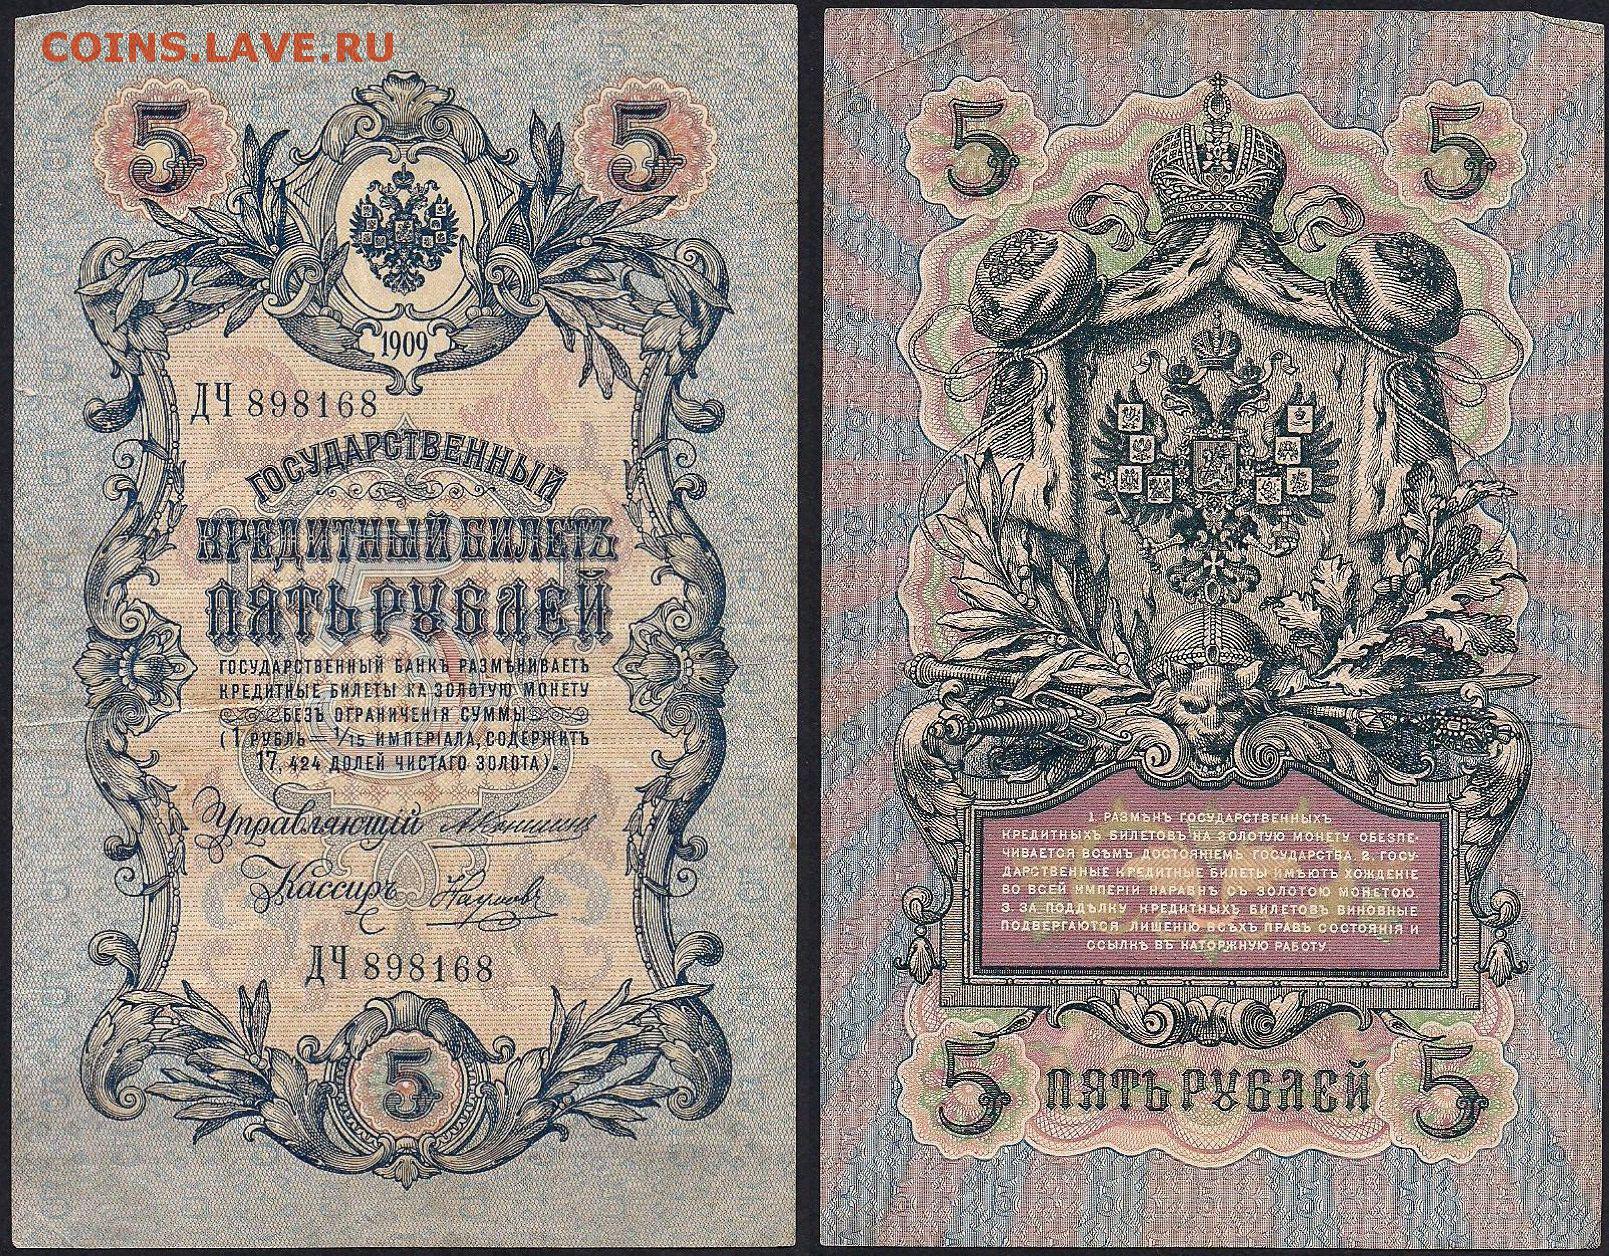 COINS.LAVE.RU
5 5
1909
ДЧ 898168
ГОСУДАРСТВЕННЫЙ
КРЕДИТНЫЙ БИЛЕТЪ
ПЯТЬ РУБЛЕЙ
ГОСУДАРСТВЕННЫЙ БАНКЪ РАЗМѢНИВАЕТЪ
КРЕДИТНЫЕ БИЛЕТЫ НА ЗОЛОТУЮ МОНЕТУ
БЕЗЪ ОГРАНИЧЕНІЯ СУММЫ
(1 РУБЛЬ = 1/15 ИМПЕРІАЛА, СОДЕРЖИТЪ
17,424 ДОЛЕЙ ЧИСТАГО ЗОЛОТА).
Управляющій
Кассиръ Наумовъ
ДЧ 898168
5
5 5
1. РАЗМѢНЪ ГОСУДАРСТВЕННЫХЪ
КРЕДИТНЫХЪ БИЛЕТОВЪ НА ЗОЛОТУЮ МОНЕТУ ОБЕЗПЕ-
ЧИВАЕТСЯ ВСѢМЪ ДОСТОЯНІЕМЪ ГОСУДАРСТВА. 2. ГОСУ-
ДАРСТВЕННЫЕ КРЕДИТНЫЕ БИЛЕТЫ ИМѢЮТЪ ХОЖДЕНІЕ
ВО ВСЕЙ ИМПЕРІИ НАРАВНѢ СЪ ЗОЛОТОЮ МОНЕТОЮ.
3. ЗА ПОДДѢЛКУ КРЕДИТНЫХЪ БИЛЕТОВЪ ВИНОВНЫЕ
ПОДВЕРГАЮТСЯ ЛИШЕНІЮ ВСѢХЪ ПРАВЪ СОСТОЯНІЯ И
ССЫЛКѢ ВЪ КАТОРЖНУЮ РАБОТУ
5 ПЯТЬ РУБЛЕЙ 5